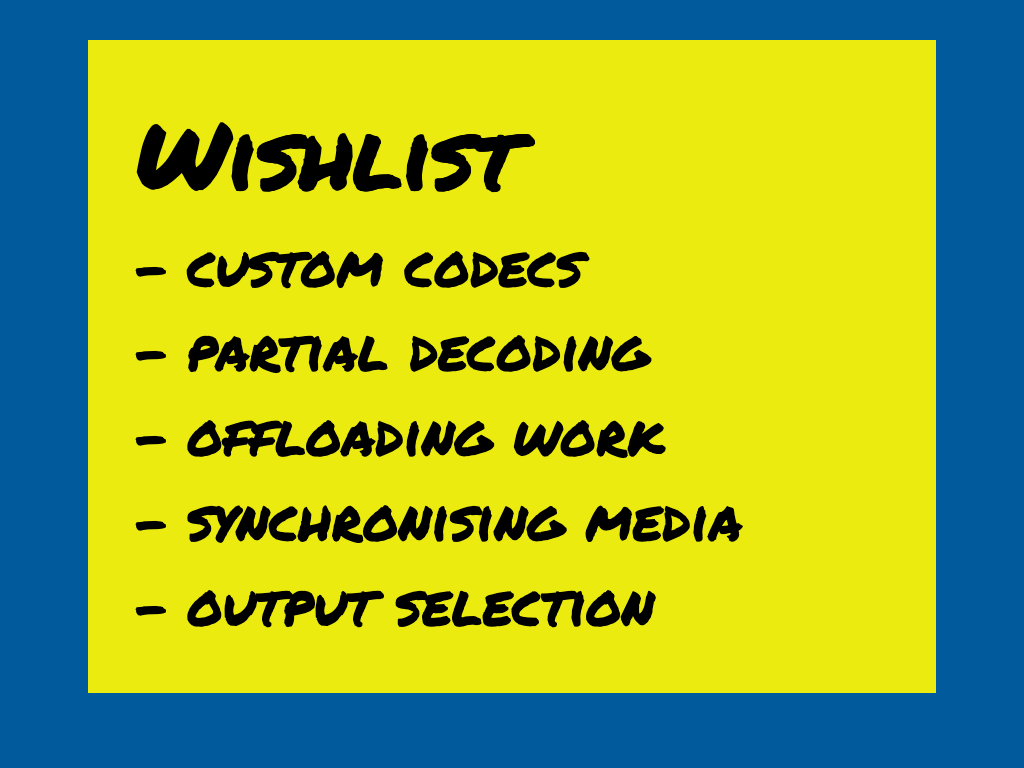 Wishlist
- custom codecs
- partial decoding
- offloading work
- synchronising media
- output selection